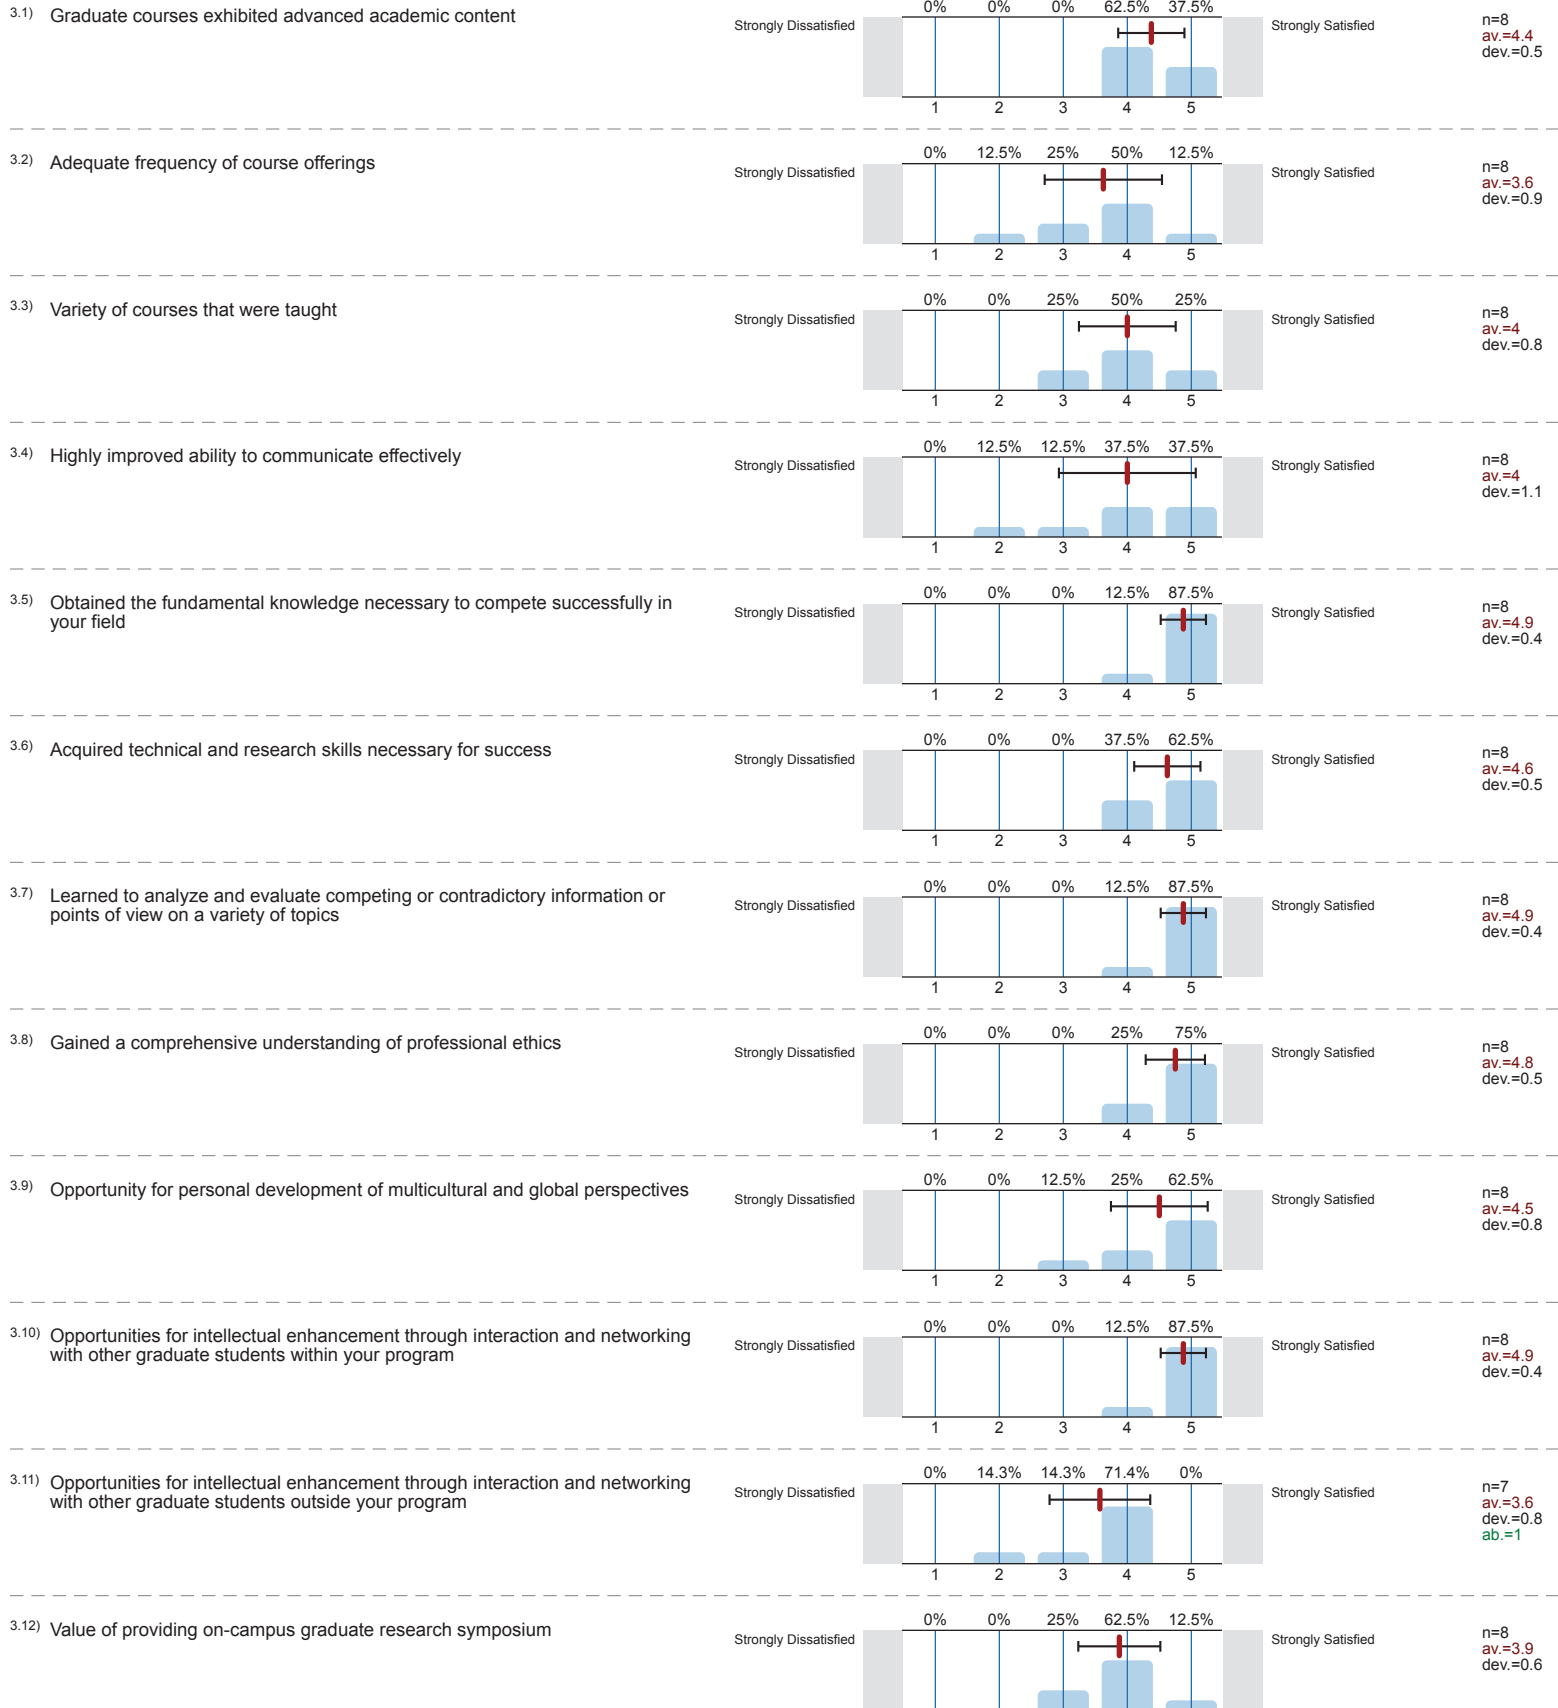 3.1) Graduate courses exhibited advanced academic content
0% 0% 0% 62.5% 37.5%
Strongly Dissatisfied Strongly Satisfied
n=8
av.=4.4
dev.=0.5
1 2 3 4 5
3.2) Adequate frequency of course offerings
0% 12.5% 25% 50% 12.5%
Strongly Dissatisfied Strongly Satisfied
n=8
av.=3.6
dev.=0.9
1 2 3 4 5
3.3) Variety of courses that were taught
0% 0% 25% 50% 25%
Strongly Dissatisfied Strongly Satisfied
n=8
av.=4
dev.=0.8
1 2 3 4 5
3.4) Highly improved ability to communicate effectively
0% 12.5% 12.5% 37.5% 37.5%
Strongly Dissatisfied Strongly Satisfied
n=8
av.=4
dev.=1.1
1 2 3 4 5
3.5) Obtained the fundamental knowledge necessary to compete successfully in
your field
0% 0% 0% 12.5% 87.5%
Strongly Dissatisfied Strongly Satisfied
n=8
av.=4.9
dev.=0.4
1 2 3 4 5
3.6) Acquired technical and research skills necessary for success
0% 0% 0% 37.5% 62.5%
Strongly Dissatisfied Strongly Satisfied
n=8
av.=4.6
dev.=0.5
1 2 3 4 5
3.7) Learned to analyze and evaluate competing or contradictory information or
points of view on a variety of topics
0% 0% 0% 12.5% 87.5%
Strongly Dissatisfied Strongly Satisfied
n=8
av.=4.9
dev.=0.4
1 2 3 4 5
3.8) Gained a comprehensive understanding of professional ethics
0% 0% 0% 25% 75%
Strongly Dissatisfied Strongly Satisfied
n=8
av.=4.8
dev.=0.5
1 2 3 4 5
3.9) Opportunity for personal development of multicultural and global perspectives
0% 0% 12.5% 25% 62.5%
Strongly Dissatisfied Strongly Satisfied
n=8
av.=4.5
dev.=0.8
1 2 3 4 5
3.10) Opportunities for intellectual enhancement through interaction and networking
with other graduate students within your program
0% 0% 0% 12.5% 87.5%
Strongly Dissatisfied Strongly Satisfied
n=8
av.=4.9
dev.=0.4
1 2 3 4 5
3.11) Opportunities for intellectual enhancement through interaction and networking
with other graduate students outside your program
0% 14.3% 14.3% 71.4% 0%
Strongly Dissatisfied Strongly Satisfied
n=7
av.=3.6
dev.=0.8
ab.=1
1 2 3 4 5
3.12) Value of providing on-campus graduate research symposium
0% 0% 25% 62.5% 12.5%
Strongly Dissatisfied Strongly Satisfied
n=8
av.=3.9
dev.=0.6